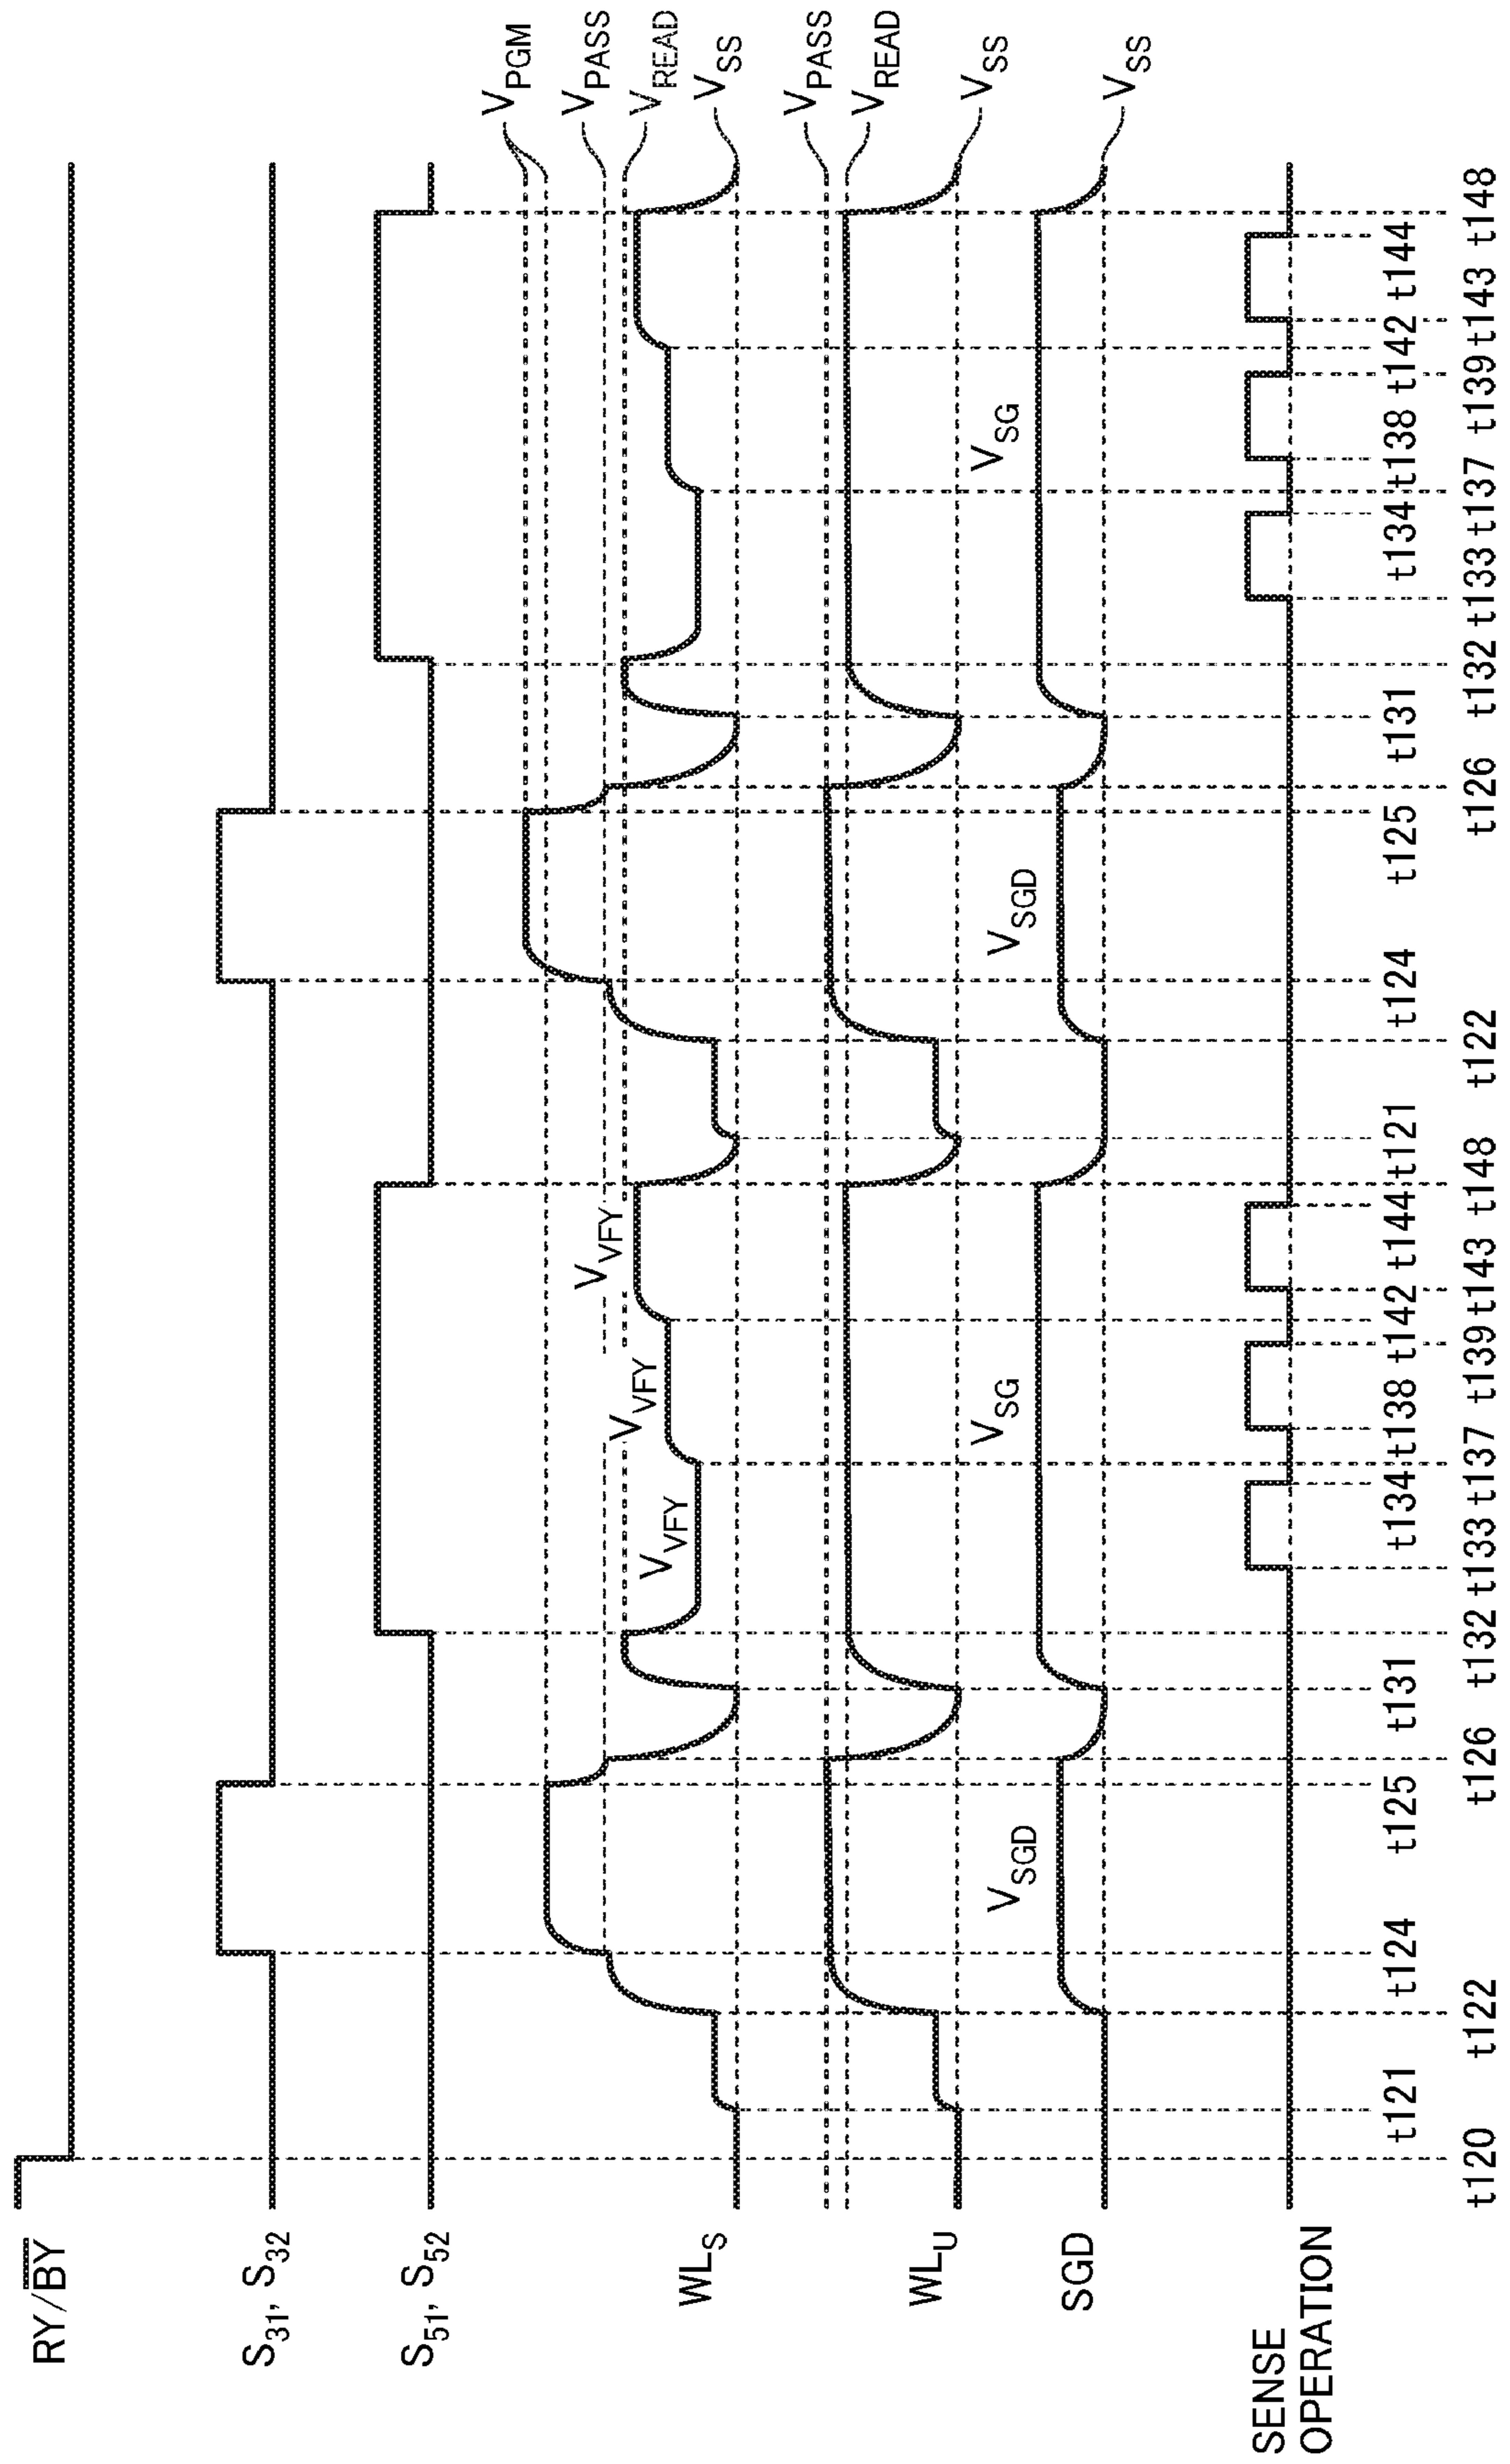 RY/B̅Y̅
S31, S32
S51, S52
WLS
WLU
SGD
SENSE
OPERATION
VPGM
VPASS
VREAD
VSS
VPASS
VREAD
VSS
VSS
VVFY
VVFY
VVFY
VSGD
VSG
VSGD
VSG
t121 t124 t125 t131 t134 t138 t142 t144 t121 t124 t125 t131 t134 t138 t142 t144
t120 t122 t126 t132 t133 t137 t139 t143 t148 t122 t126 t132 t133 t137 t139 t143 t148